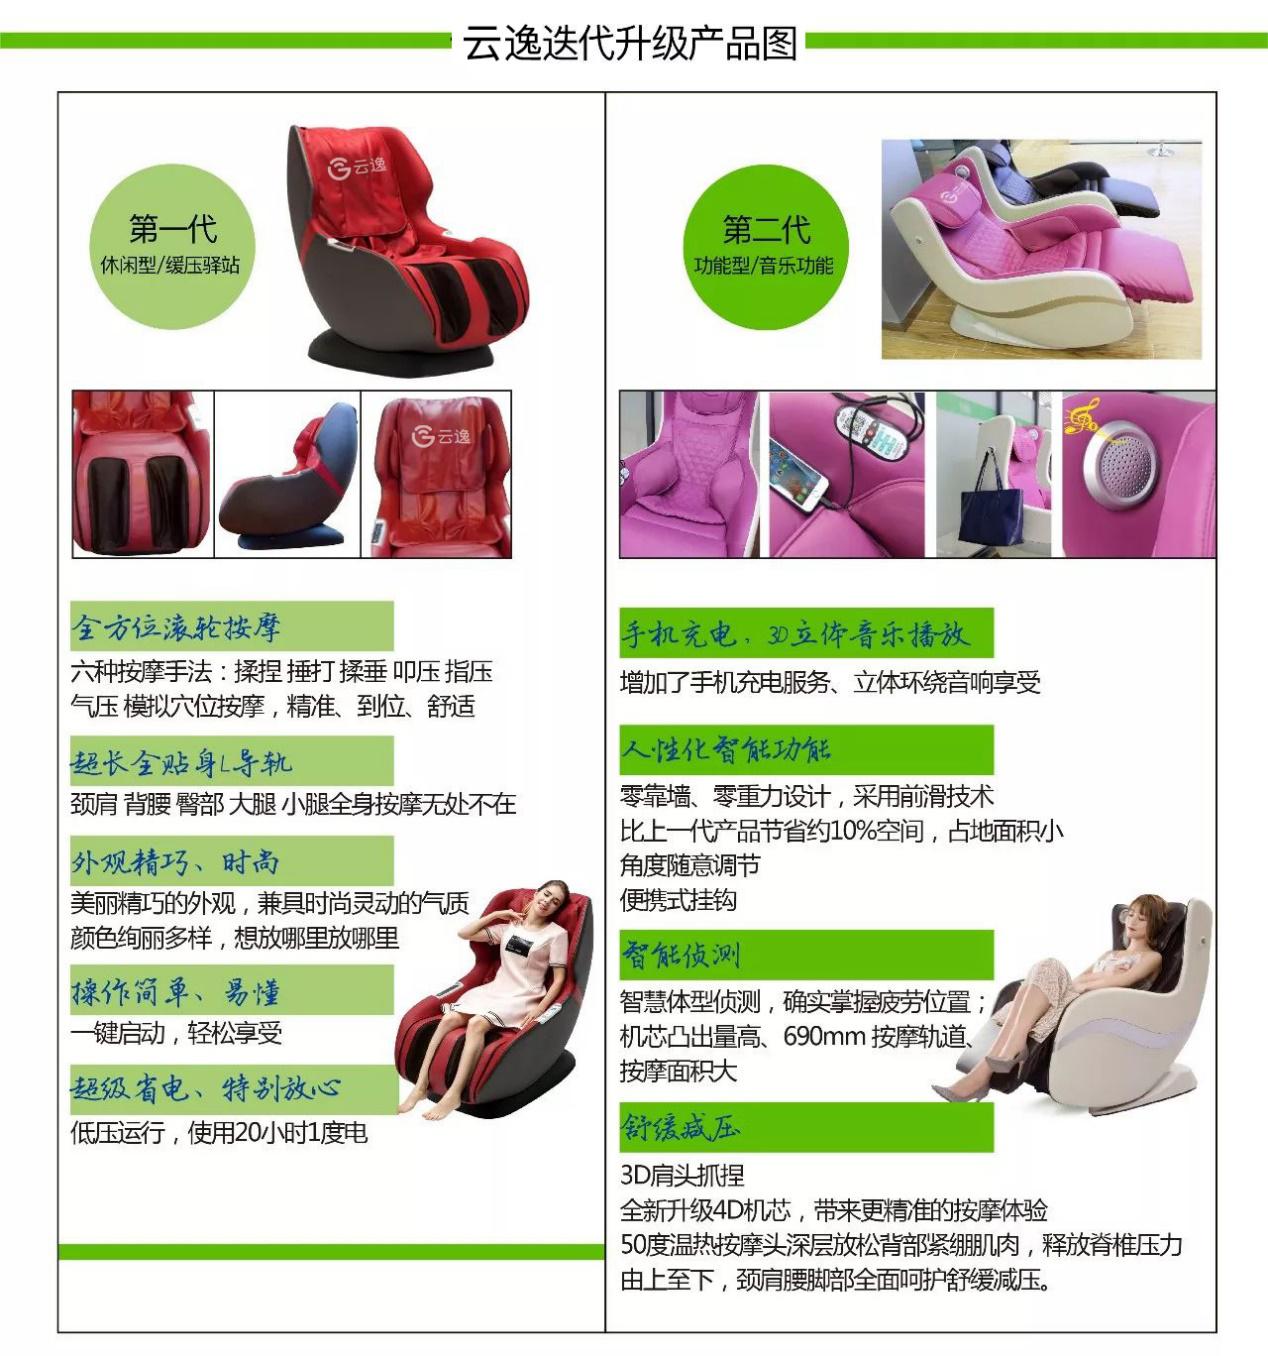 云逸迭代升级产品图
第一代
休闲型/缓压驿站
云逸
云逸
全方位滚轮按摩
六种按摩手法：揉捏 捶打 揉垂 叩压 指压
气压 模拟穴位按摩，精准、到位、舒适
超长全贴身L导轨
颈肩 背腰 臀部 大腿 小腿全身按摩无处不在
外观精巧、时尚
美丽精巧的外观，兼具时尚灵动的气质
颜色绚丽多样，想放哪里放哪里
操作简单、易懂
一键启动，轻松享受
超级省电、特别放心
低压运行，使用20小时1度电
第二代
功能型/音乐功能
手机充电，3D立体音乐播放
增加了手机充电服务、立体环绕音响享受
人性化智能功能
零靠墙、零重力设计，采用前滑技术
比上一代产品节省约10%空间，占地面积小
角度随意调节
便携式挂钩
智能侦测
智慧体型侦测，确实掌握疲劳位置；
机芯凸出量高、690mm 按摩轨道、
按摩面积大
舒缓减压
3D肩头抓捏
全新升级4D机芯，带来更精准的按摩体验
50度温热按摩头深层放松背部紧绷肌肉，释放脊椎压力
由上至下，颈肩腰脚部全面呵护舒缓减压。